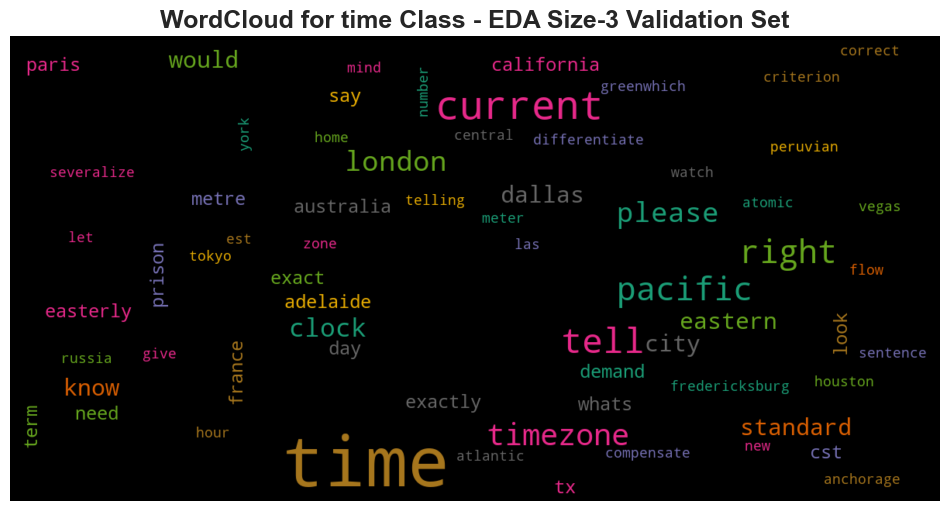 WordCloud for time Class - EDA Size-3 Validation Set
correct
paris
would
mind
california
criterion
greenwhich
say
number
current
york
home
central
differentiate
peruvian
london
severalize
watch
metre
australia
telling
dallas
meter
please
atomic
vegas
let
est
zone
las
right
tokyo
prison
exact
flow
pacific
easterly
adelaide
clock
eastern
look
day
tell
city
russia
give
sentence
france
demand
know
fredericksburg
houston
exactly
whats
term
need
hour
timezone
standard
time
atlantic
compensate
new
cst
tx
anchorage